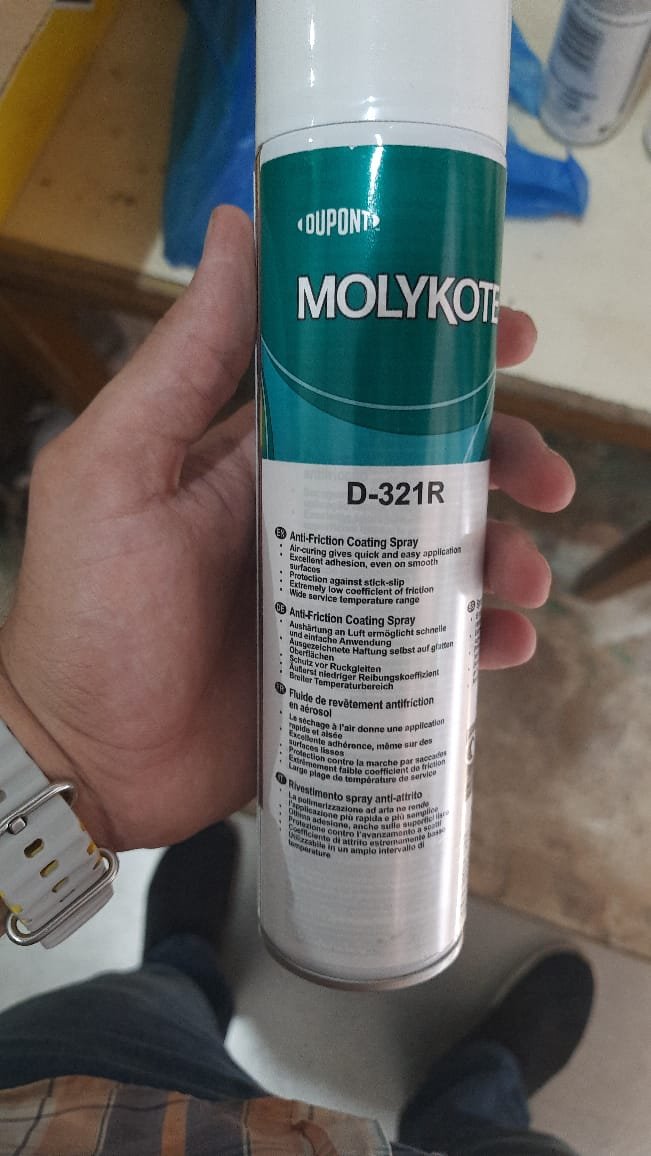 DUPONT
MOLYKOTE
D-321R
EN Anti-Friction Coating Spray
• Air-curing gives quick and easy application
• Excellent adhesion, even on smooth
surfaces
• Protection against stick-slip
• Extremely low coefficient of friction
• Wide service temperature range
DE Anti-Friction Coating Spray
• Aushärtung an Luft ermöglicht schnelle
und einfache Anwendung
• Ausgezeichnete Haftung selbst auf glatten
Oberflächen
• Schutz vor Ruckgleiten
• Äußerst niedriger Reibungskoeffizient
• Breiter Temperaturbereich
FR Fluide de revêtement antifriction
en aérosol
• Le séchage à l'air donne une application
rapide et aisée
• Excellente adhérence, même sur des
surfaces lisses
• Protection contre la marche par saccades
• Extrêmement faible coefficient de friction
• Large plage de température de service
IT Rivestimento spray anti-attrito
• La polimerizzazione ad aria ne rende
l'applicazione più rapida e più semplice
• Ottima adesione, anche su superfici lisce
• Protezione contro l'avanzamento a scatti
• Coefficiente di attrito estremamente basso
• Utilizzabile in un ampio intervallo di
temperature